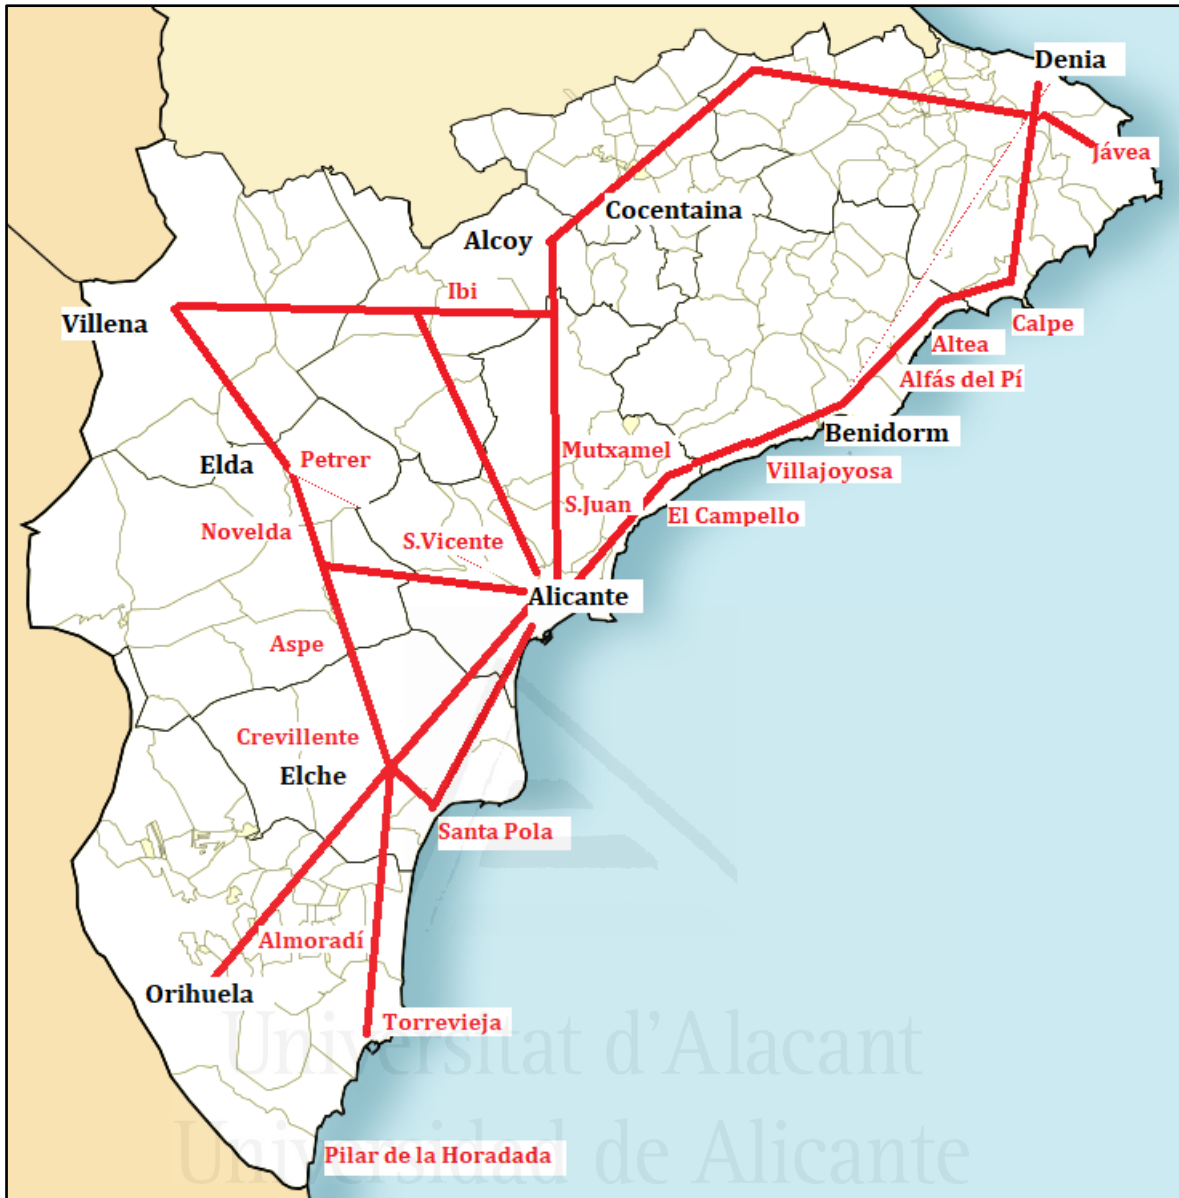 Denia
Jávea
Cocentaina
Alcoy
Ibi
Villena
Calpe
Altea
Alfás del Pí
Benidorm
Mutxamel
Elda
Petrer
Villajoyosa
S.Juan
El Campello
Novelda
S.Vicente
Alicante
Aspe
Crevillente
Elche
Santa Pola
Almoradí
Orihuela
Torrevieja
Universitat d'Alacant
Universidad de Alicante
Pilar de la Horadada